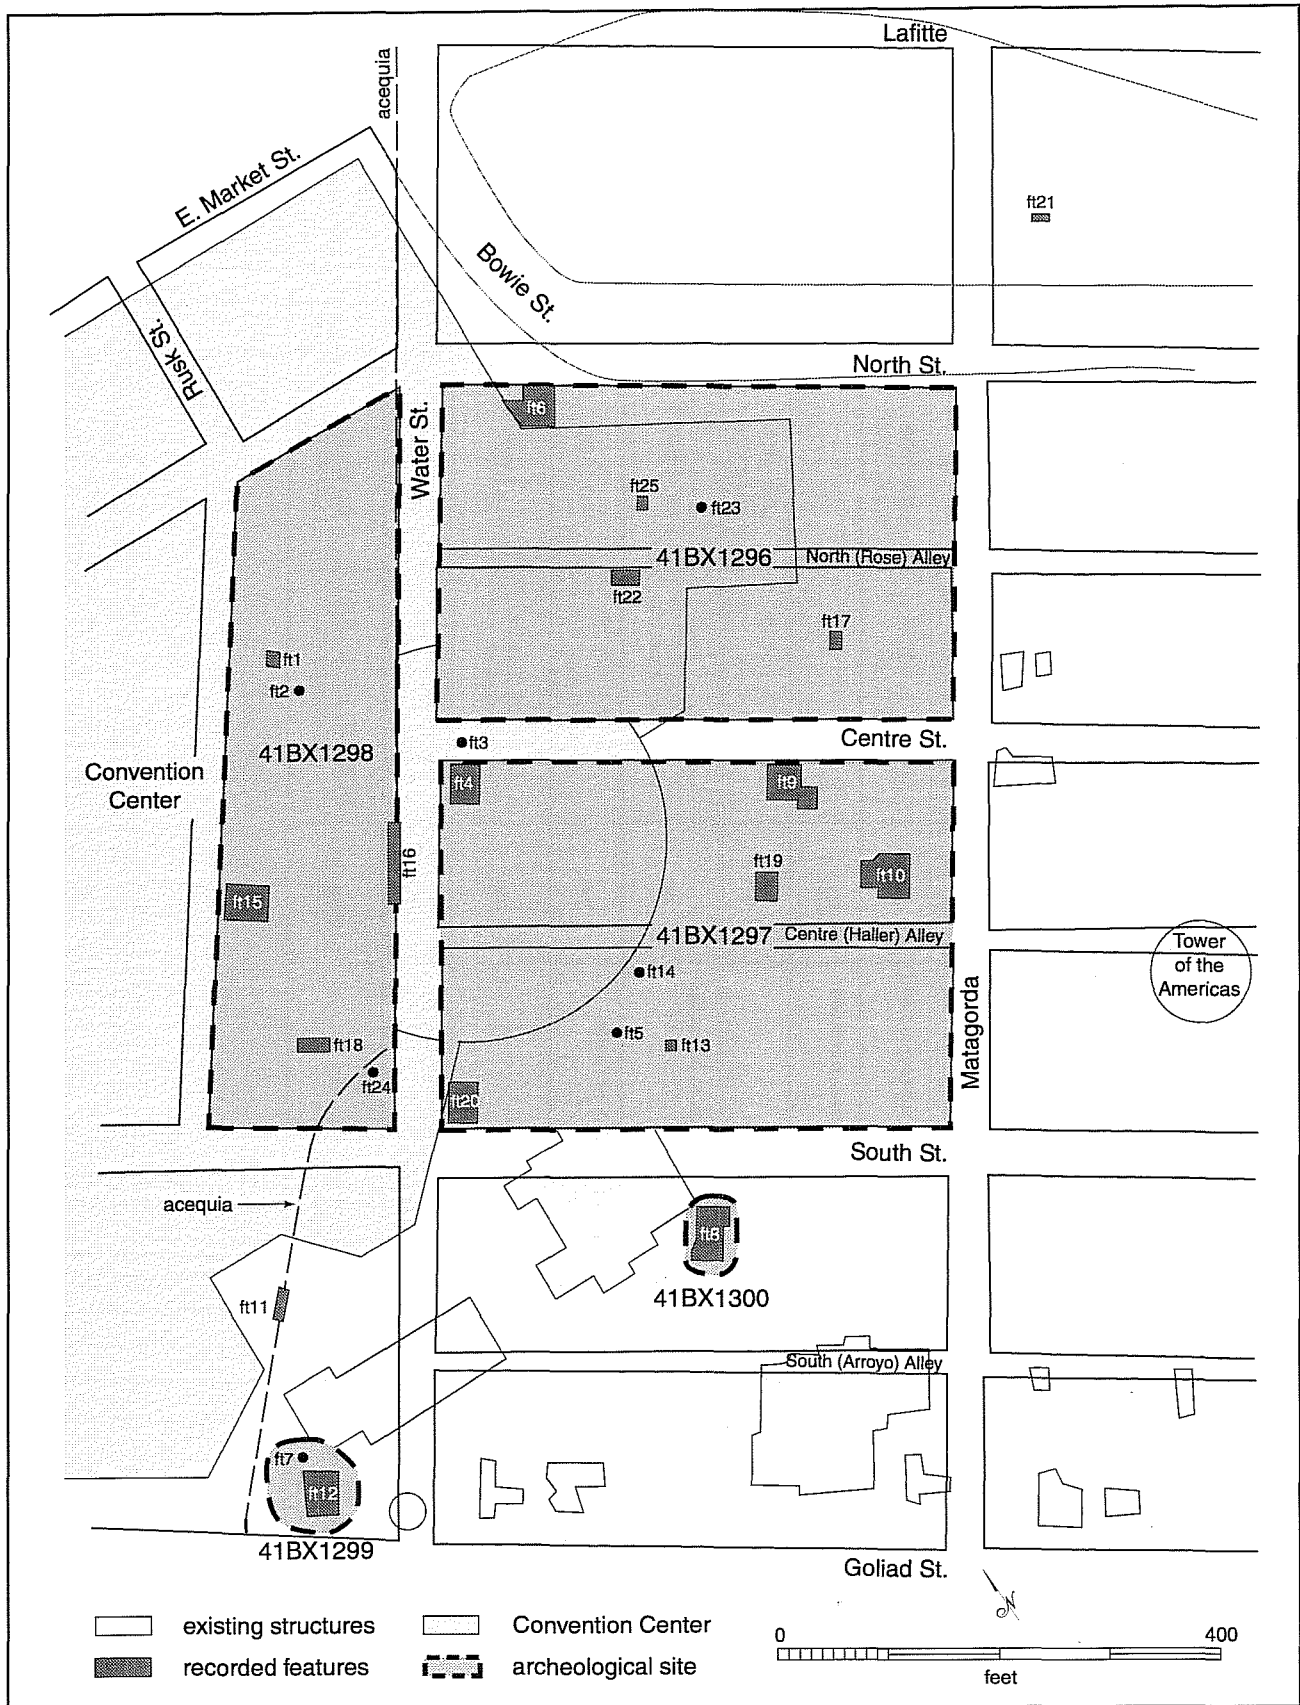 Lafitte
acequia
E. Market St.
ft21
Bowie St.
Rusk St.
North St.
Water St.
ft6
ft25
ft23
41BX1296
North (Rose) Alley
ft22
ft17
ft1
ft2
41BX1298
ft3
Centre St.
Convention
Center
ft4
ft9
ft16
ft19
ft10
ft15
41BX1297
Centre (Haller) Alley
Tower
of the
Americas
ft14
Matagorda
ft5
ft13
ft18
ft24
ft20
South St.
acequia
ft8
41BX1300
ft11
South (Arroyo) Alley
ft7
ft12
41BX1299
Goliad St.
N
existing structures
Convention Center
recorded features
archeological site
0
400
feet